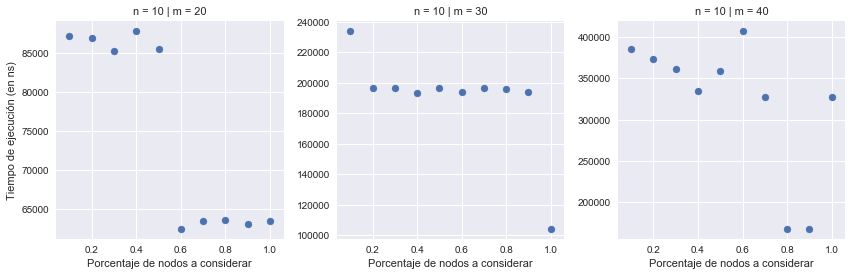 n = 10 | m = 20
n = 10 | m = 30
n = 10 | m = 40
Tiempo de ejecución (en ns)
85000
80000
75000
70000
65000
0.2 0.4 0.6 0.8 1.0
Porcentaje de nodos a considerar
240000
220000
200000
180000
160000
140000
120000
100000
0.2 0.4 0.6 0.8 1.0
Porcentaje de nodos a considerar
400000
350000
300000
250000
200000
0.2 0.4 0.6 0.8 1.0
Porcentaje de nodos a considerar